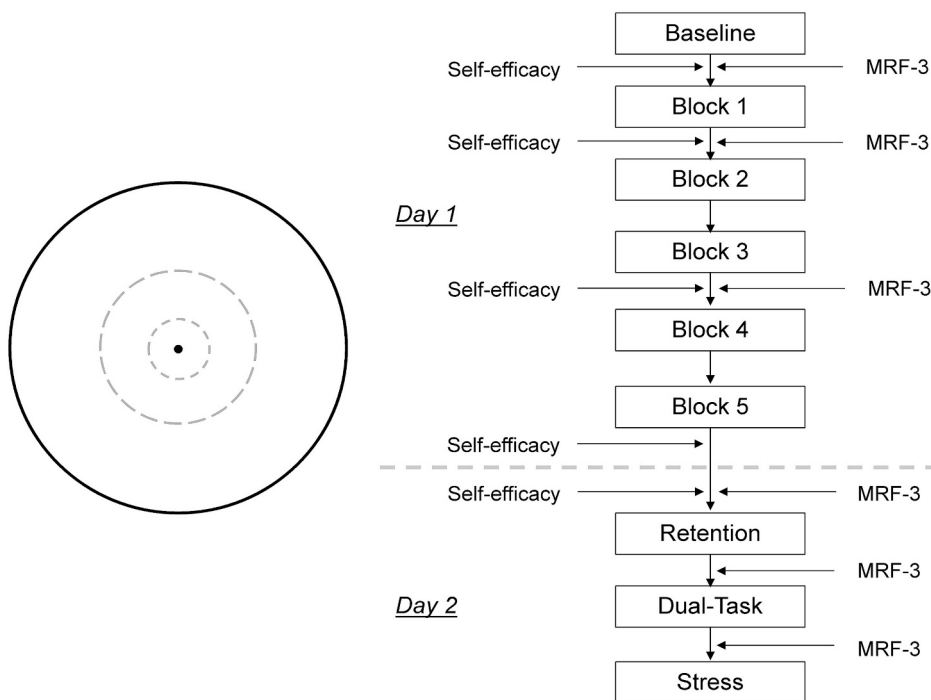 Baseline
Self-efficacy
MRF-3
Block 1
Self-efficacy
MRF-3
Block 2
Day 1
Block 3
Self-efficacy
MRF-3
Block 4
Block 5
Self-efficacy
Self-efficacy
MRF-3
Retention
MRF-3
Day 2
Dual-Task
MRF-3
Stress